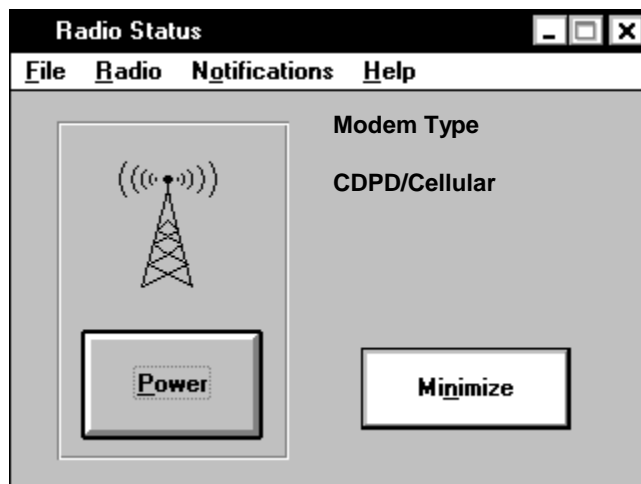 Radio Status
File Radio Notifications Help
Modem Type
CDPD/Cellular
Power
Minimize